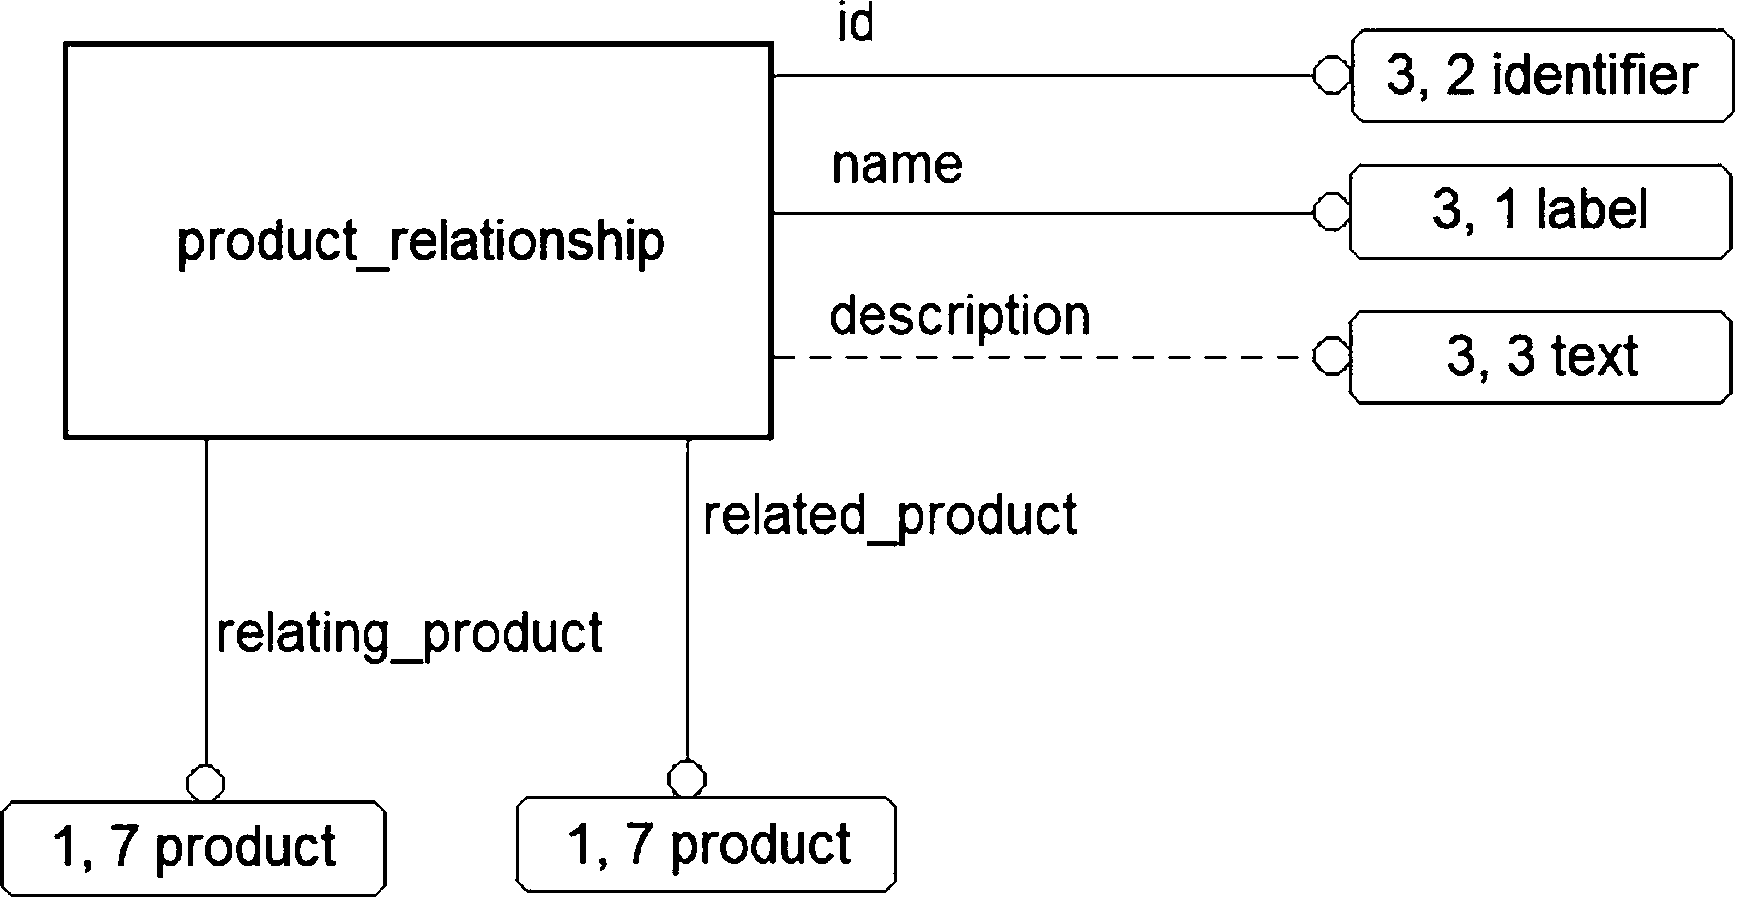 id
3, 2 identifier
name
3, 1 label
product_relationship
description
3, 3 text
related_product
relating_product
1, 7 product
1, 7 product